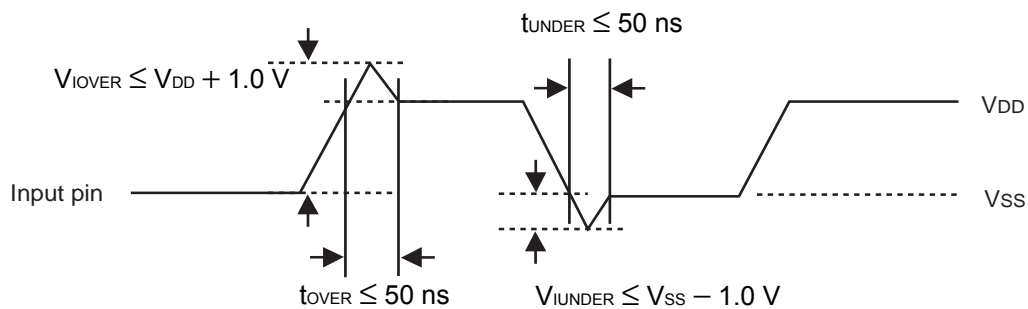 tUNDER ≤ 50 ns
VIOVER ≤ VDD + 1.0 V
VDD
Input pin
VSS
tOVER ≤ 50 ns
VIUNDER ≤ VSS − 1.0 V